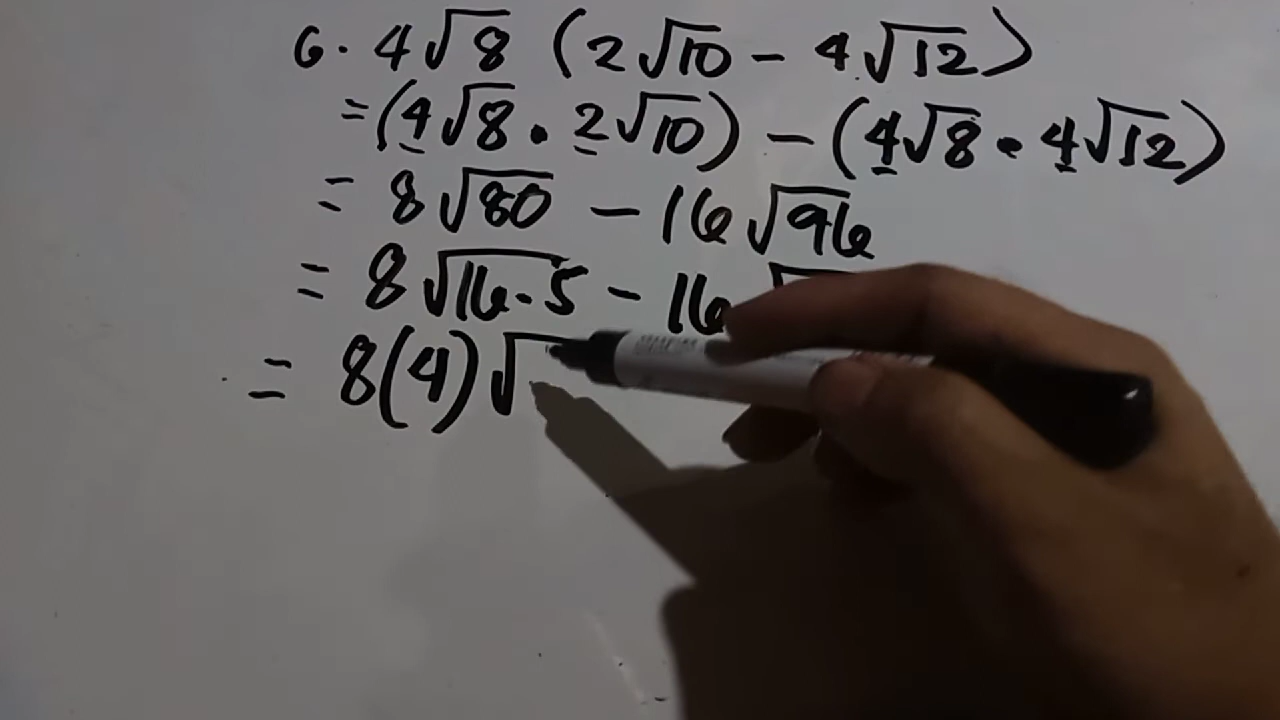 6. 4√8 (2√10 - 4√12)
=(4√8 • 2√10) - (4√8 • 4√12)
= 8√80 - 16√96
= 8√16·5 - 16√
= 8(4)√